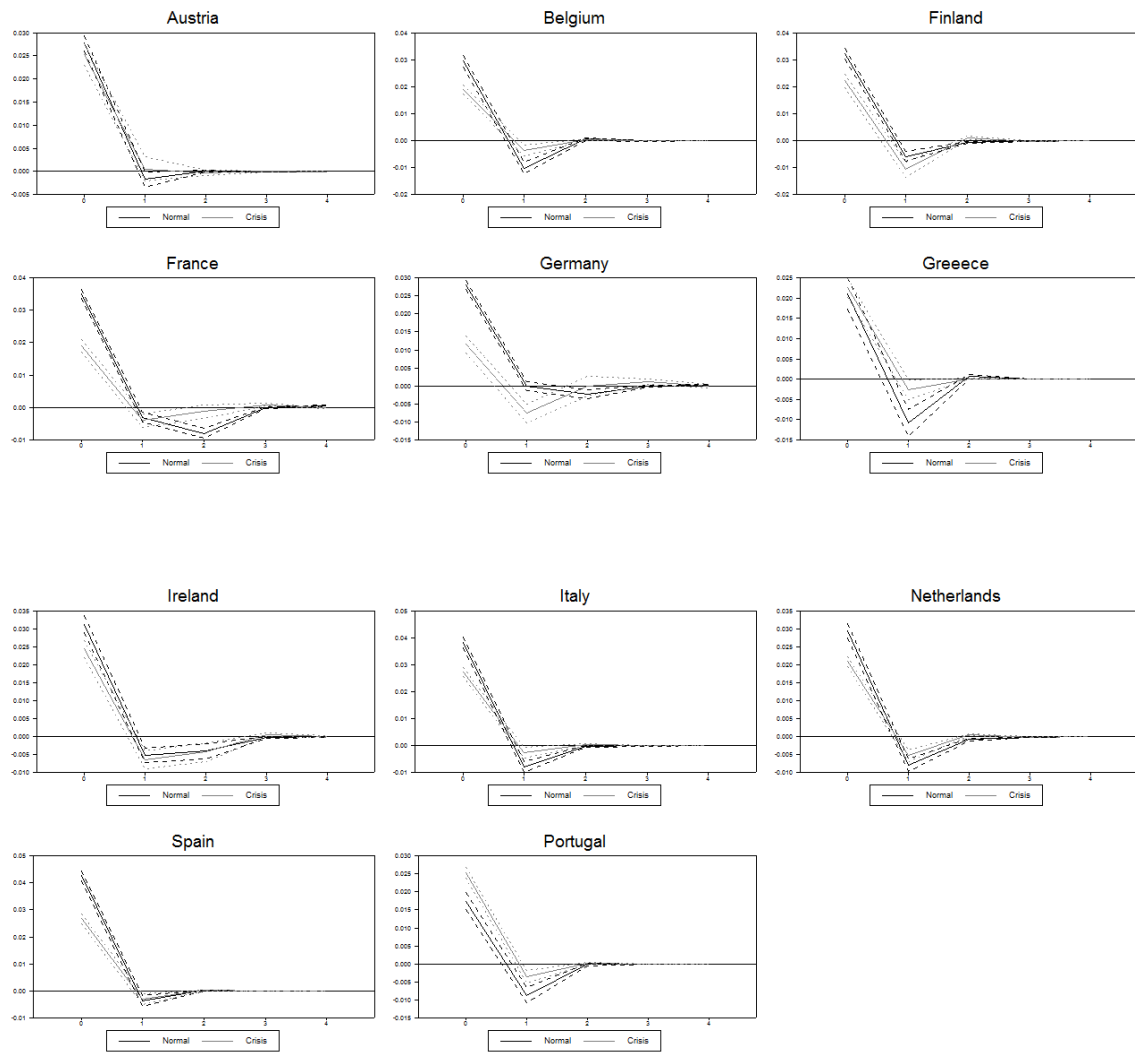 Austria
0.030
0.025
0.020
0.015
0.010
0.005
0.000
-0.005
0 1 2 3 4
Normal Crisis
Belgium
0.04
0.03
0.02
0.01
0.00
-0.01
-0.02
0 1 2 3 4
Normal Crisis
Finland
0.04
0.03
0.02
0.01
0.00
-0.01
-0.02
0 1 2 3 4
Normal Crisis
France
0.04
0.03
0.02
0.01
0.00
-0.01
0 1 2 3 4
Normal Crisis
Germany
0.030
0.025
0.020
0.015
0.010
0.005
0.000
-0.005
-0.010
-0.015
0 1 2 3 4
Normal Crisis
Greeece
0.025
0.020
0.015
0.010
0.005
0.000
-0.005
-0.010
-0.015
0 1 2 3 4
Normal Crisis
Ireland
0.035
0.030
0.025
0.020
0.015
0.010
0.005
0.000
-0.005
-0.010
0 1 2 3 4
Normal Crisis
Italy
0.05
0.04
0.03
0.02
0.01
0.00
-0.01
0 1 2 3 4
Normal Crisis
Netherlands
0.035
0.030
0.025
0.020
0.015
0.010
0.005
0.000
-0.005
-0.010
0 1 2 3 4
Normal Crisis
Spain
0.05
0.04
0.03
0.02
0.01
0.00
-0.01
0 1 2 3 4
Normal Crisis
Portugal
0.030
0.025
0.020
0.015
0.010
0.005
0.000
-0.005
-0.010
-0.015
0 1 2 3 4
Normal Crisis